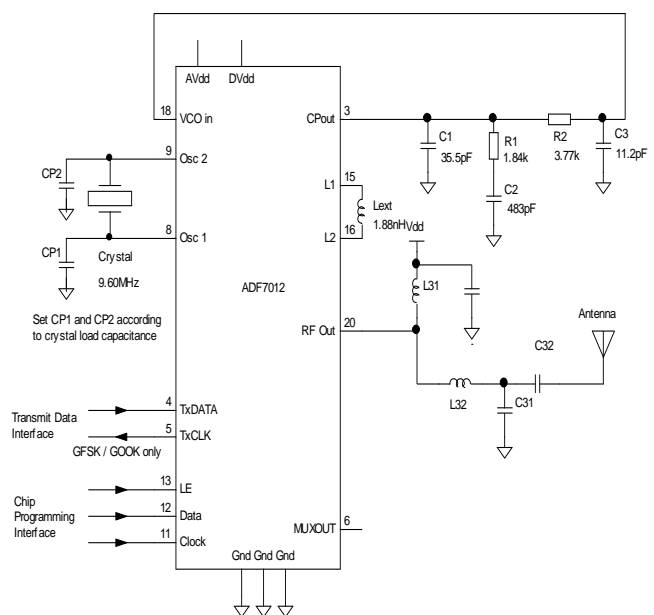 AVdd
DVdd
18
VCO in
CPout
3
9
Osc 2
CP2
8
Osc 1
CP1
Crystal
9.60MHz
Set CP1 and CP2 according
to crystal load capacitance
C1
35.5pF
R1
1.84k
R2
3.77k
C3
11.2pF
C2
483pF
15
L1
Lext
1.88nH
16
L2
Vdd
L31
ADF7012
20
RF Out
Antenna
C32
L32
C31
Transmit Data
Interface
4
TxDATA
5
TxCLK
GFSK / GOOK only
Chip
Programming
Interface
13
LE
12
Data
11
Clock
6
MUXOUT
Gnd Gnd Gnd